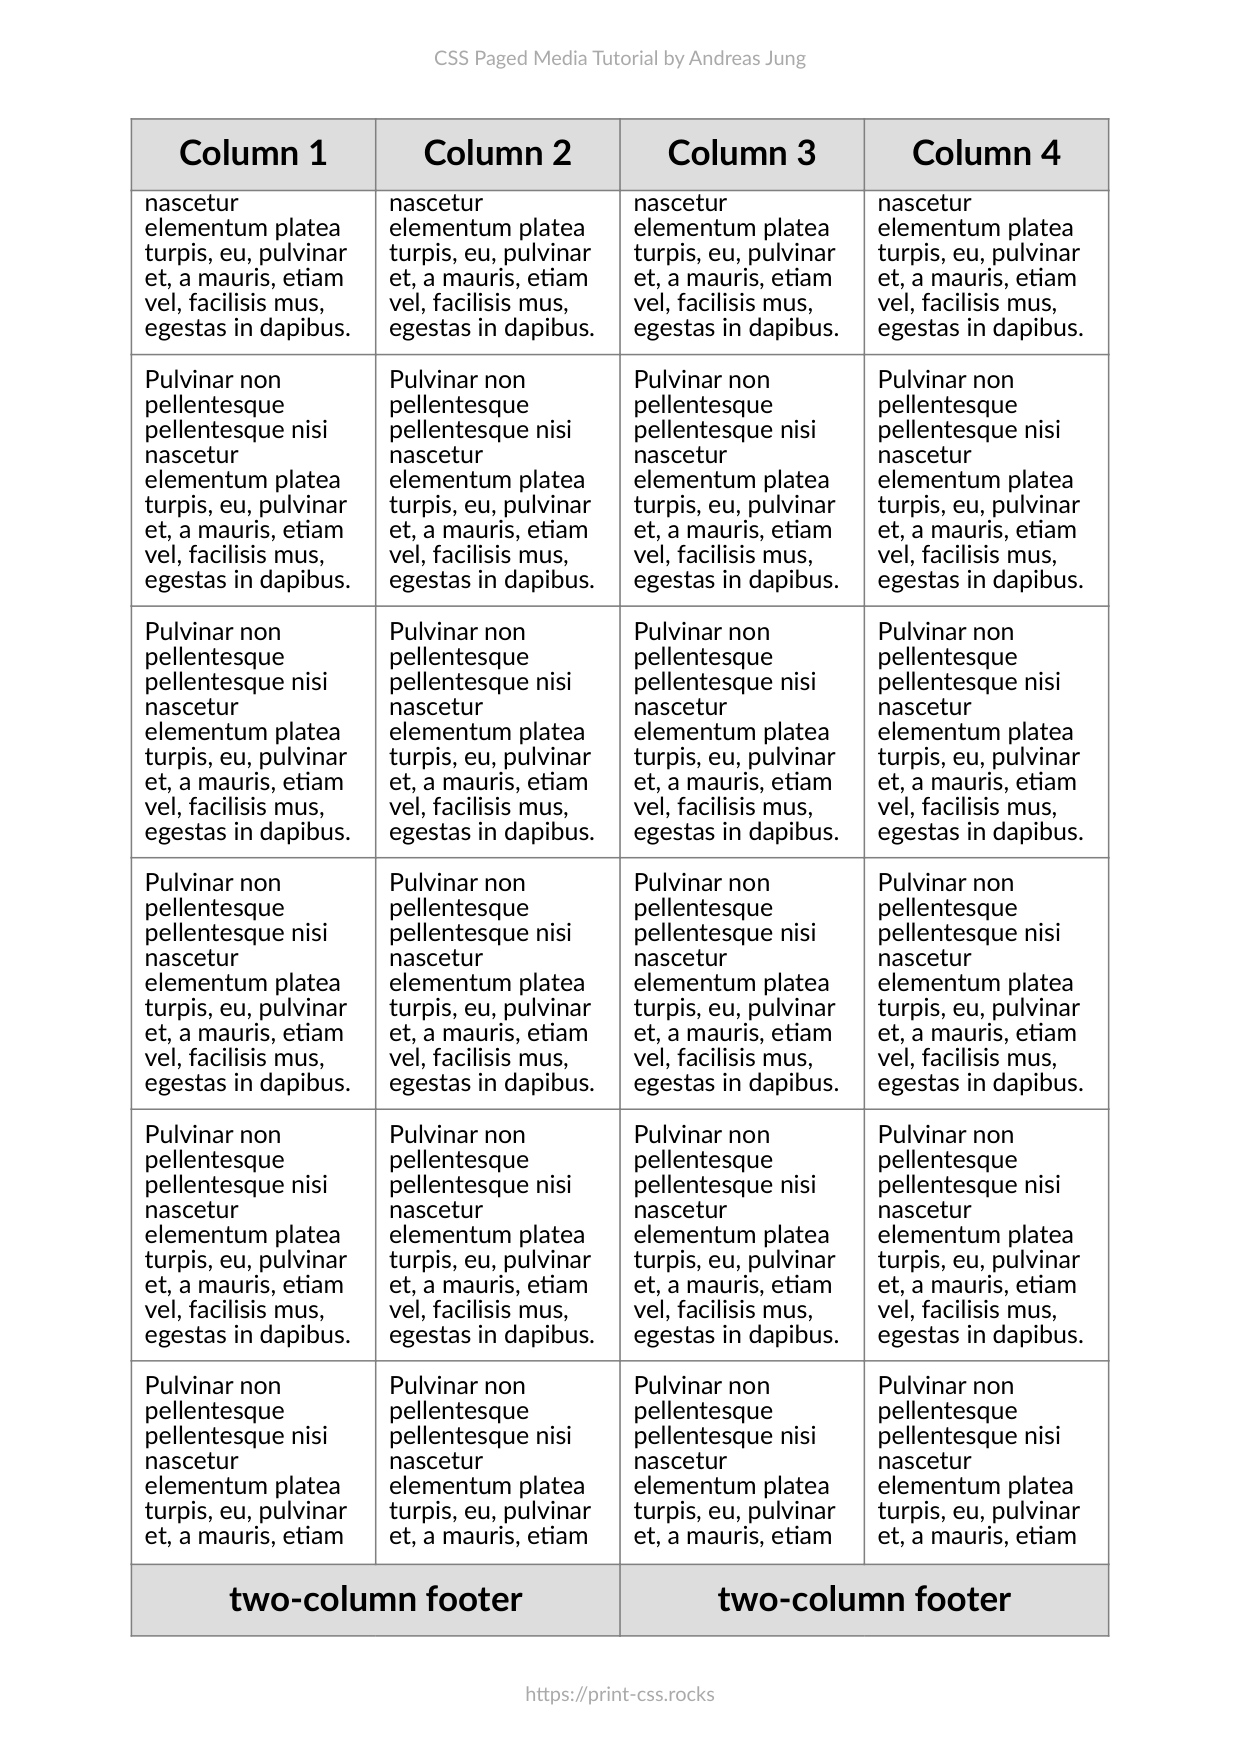 CSS Paged Media Tutorial by Andreas Jung
Column 1 Column 2 Column 3 Column 4
nascetur nascetur nascetur nascetur
elementum platea elementum platea elementum platea elementum platea
turpis, eu, pulvinar turpis, eu, pulvinar turpis, eu, pulvinar turpis, eu, pulvinar
et, a mauris, etiam et, a mauris, etiam et, a mauris, etiam et, a mauris, etiam
vel, facilisis mus, vel, facilisis mus, vel, facilisis mus, vel, facilisis mus,
egestas in dapibus. egestas in dapibus. egestas in dapibus. egestas in dapibus.
Pulvinar non Pulvinar non Pulvinar non Pulvinar non
pellentesque pellentesque pellentesque pellentesque
pellentesque nisi pellentesque nisi pellentesque nisi pellentesque nisi
nascetur nascetur nascetur nascetur
elementum platea elementum platea elementum platea elementum platea
turpis, eu, pulvinar turpis, eu, pulvinar turpis, eu, pulvinar turpis, eu, pulvinar
et, a mauris, etiam et, a mauris, etiam et, a mauris, etiam et, a mauris, etiam
vel, facilisis mus, vel, facilisis mus, vel, facilisis mus, vel, facilisis mus,
egestas in dapibus. egestas in dapibus. egestas in dapibus. egestas in dapibus.
Pulvinar non Pulvinar non Pulvinar non Pulvinar non
pellentesque pellentesque pellentesque pellentesque
pellentesque nisi pellentesque nisi pellentesque nisi pellentesque nisi
nascetur nascetur nascetur nascetur
elementum platea elementum platea elementum platea elementum platea
turpis, eu, pulvinar turpis, eu, pulvinar turpis, eu, pulvinar turpis, eu, pulvinar
et, a mauris, etiam et, a mauris, etiam et, a mauris, etiam et, a mauris, etiam
vel, facilisis mus, vel, facilisis mus, vel, facilisis mus, vel, facilisis mus,
egestas in dapibus. egestas in dapibus. egestas in dapibus. egestas in dapibus.
Pulvinar non Pulvinar non Pulvinar non Pulvinar non
pellentesque pellentesque pellentesque pellentesque
pellentesque nisi pellentesque nisi pellentesque nisi pellentesque nisi
nascetur nascetur nascetur nascetur
elementum platea elementum platea elementum platea elementum platea
turpis, eu, pulvinar turpis, eu, pulvinar turpis, eu, pulvinar turpis, eu, pulvinar
et, a mauris, etiam et, a mauris, etiam et, a mauris, etiam et, a mauris, etiam
vel, facilisis mus, vel, facilisis mus, vel, facilisis mus, vel, facilisis mus,
egestas in dapibus. egestas in dapibus. egestas in dapibus. egestas in dapibus.
Pulvinar non Pulvinar non Pulvinar non Pulvinar non
pellentesque pellentesque pellentesque pellentesque
pellentesque nisi pellentesque nisi pellentesque nisi pellentesque nisi
nascetur nascetur nascetur nascetur
elementum platea elementum platea elementum platea elementum platea
turpis, eu, pulvinar turpis, eu, pulvinar turpis, eu, pulvinar turpis, eu, pulvinar
et, a mauris, etiam et, a mauris, etiam et, a mauris, etiam et, a mauris, etiam
vel, facilisis mus, vel, facilisis mus, vel, facilisis mus, vel, facilisis mus,
egestas in dapibus. egestas in dapibus. egestas in dapibus. egestas in dapibus.
Pulvinar non Pulvinar non Pulvinar non Pulvinar non
pellentesque pellentesque pellentesque pellentesque
pellentesque nisi pellentesque nisi pellentesque nisi pellentesque nisi
nascetur nascetur nascetur nascetur
elementum platea elementum platea elementum platea elementum platea
turpis, eu, pulvinar turpis, eu, pulvinar turpis, eu, pulvinar turpis, eu, pulvinar
et, a mauris, etiam et, a mauris, etiam et, a mauris, etiam et, a mauris, etiam
two-column footer two-column footer
https://print-css.rocks